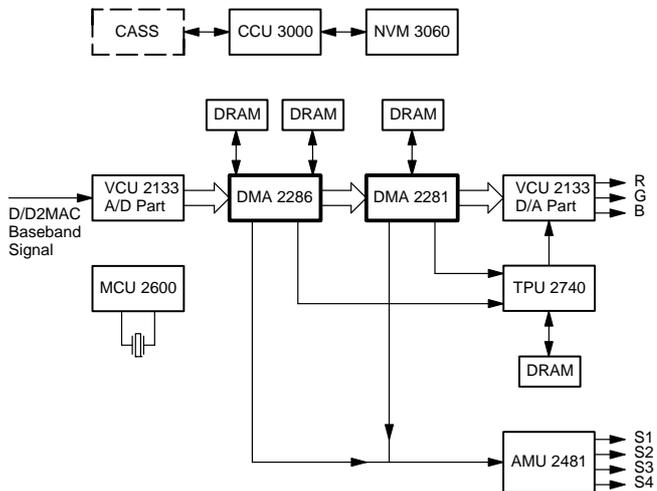 CASS
CCU 3000
NVM 3060
DRAM
DRAM
DRAM
VCU 2133
A/D Part
DMA 2286
DMA 2281
VCU 2133
D/A Part
R
G
B
D/D2MAC
Baseband
Signal
MCU 2600
TPU 2740
DRAM
AMU 2481
S1
S2
S3
S4